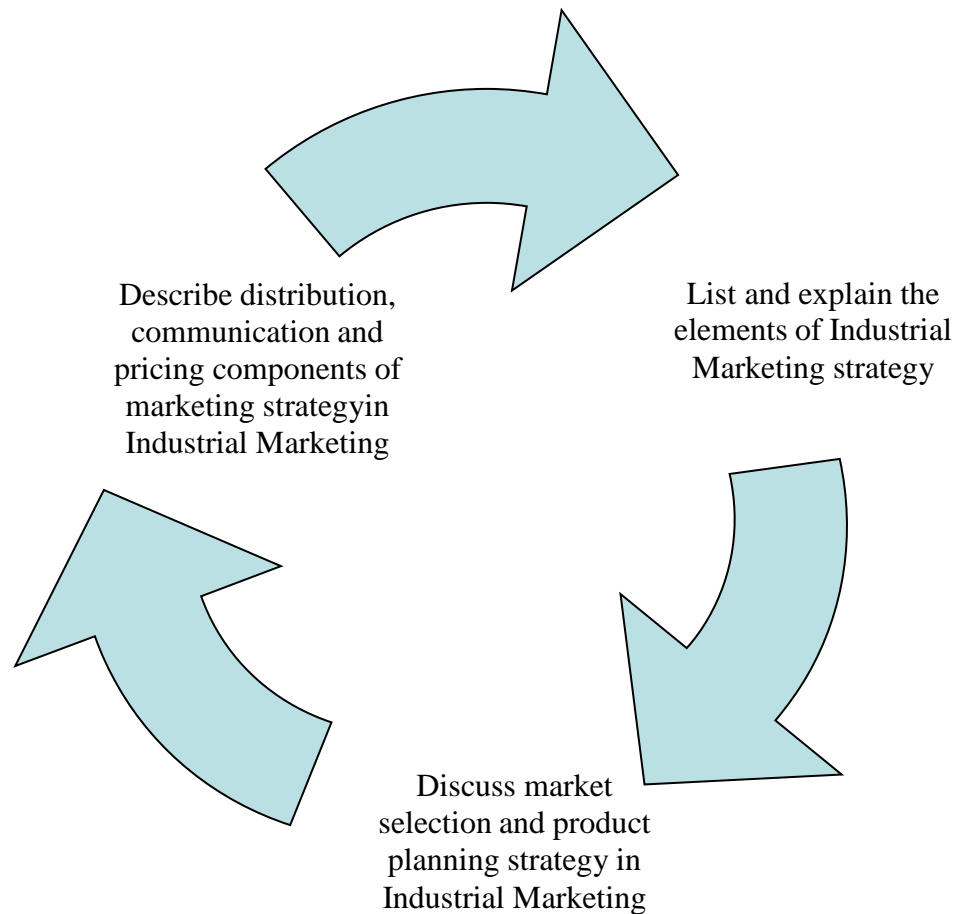 Describe distribution,
communication and
pricing components of
marketing strategyin
Industrial Marketing
List and explain the
elements of Industrial
Marketing strategy
Discuss market
selection and product
planning strategy in
Industrial Marketing